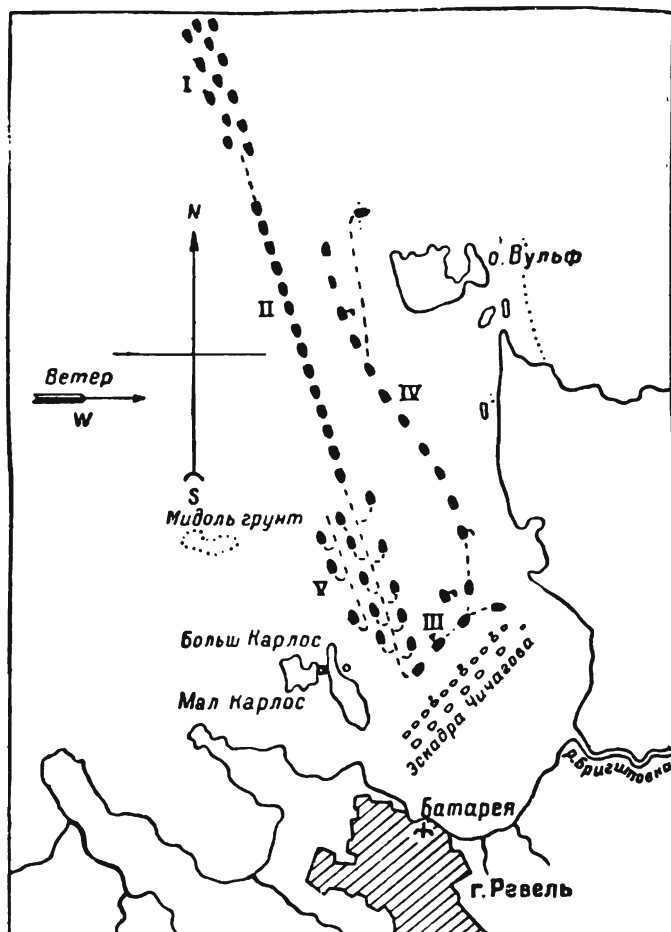 I
N
о. Вульф
II
Ветер
W
IV
S
Мидоль грунт
V
III
Больш Карлос
Мал Карлос
Эскадра Чичагова
р. Бригитовка
Батарея
г. Ревель